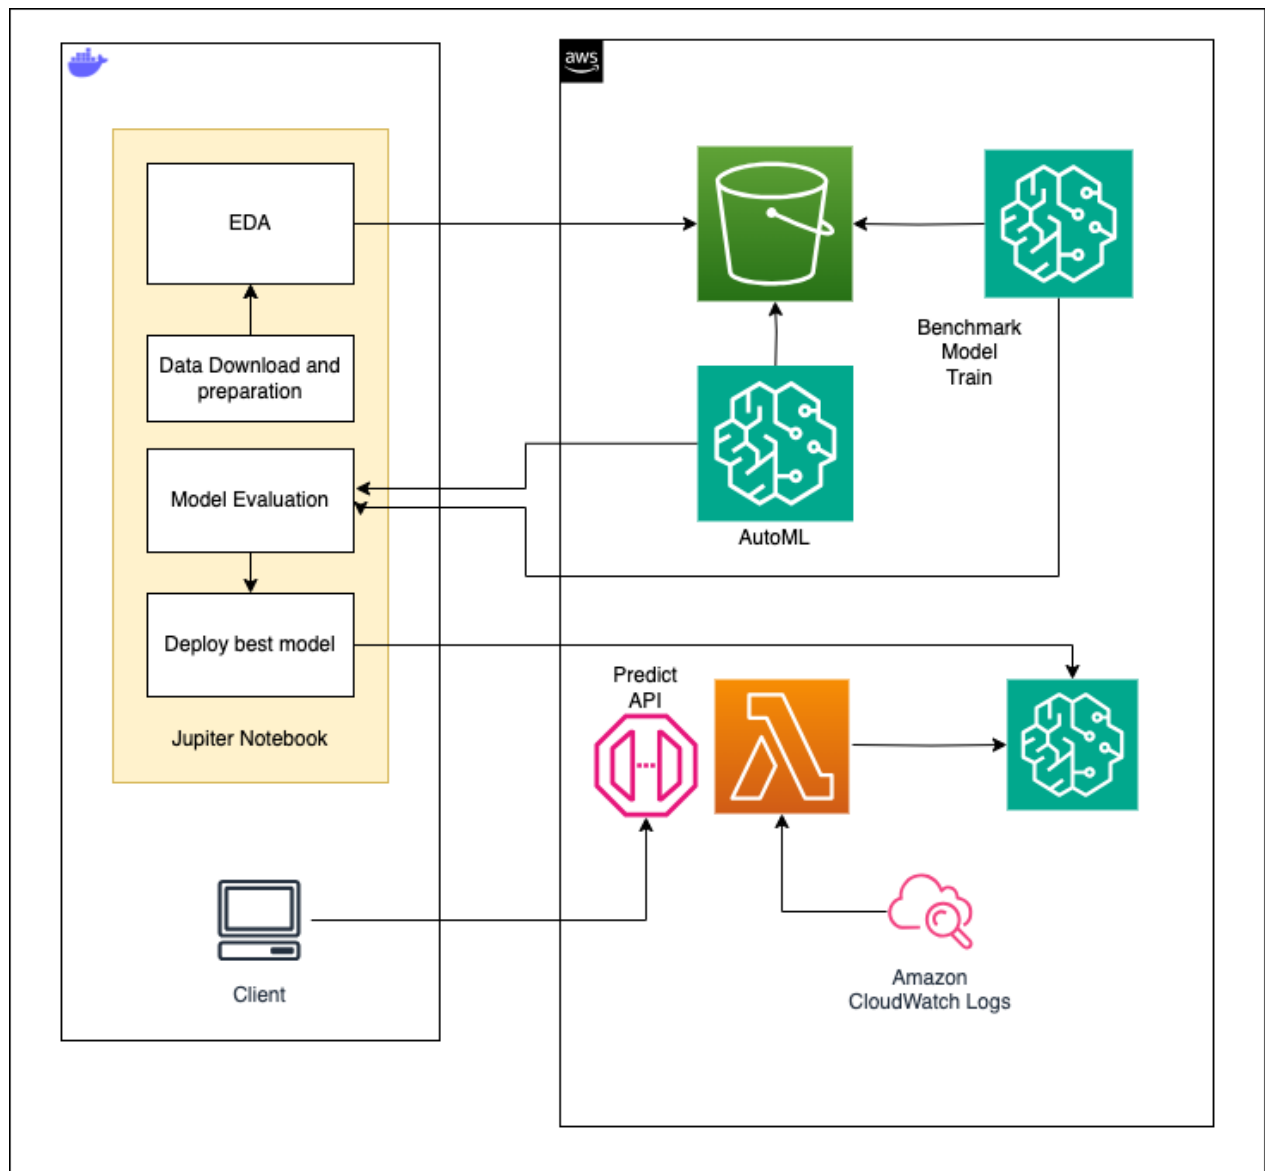 aws
EDA
Data Download and
preparation
Model Evaluation
Deploy best model
Jupiter Notebook
Client
Benchmark
Model
Train
AutoML
Predict
API
Amazon
CloudWatch Logs